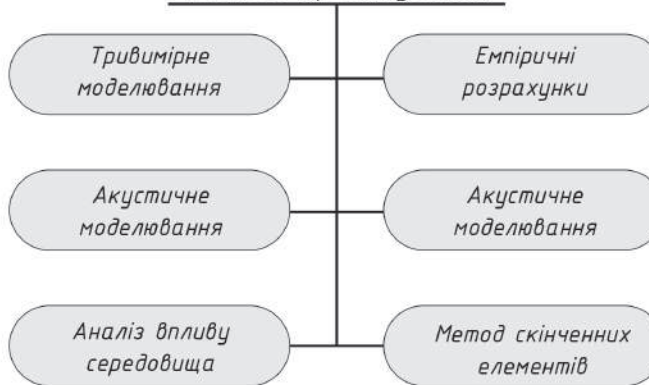 Тривимірне
моделювання
Емпіричні
розрахунки
Акустичне
моделювання
Акустичне
моделювання
Аналіз впливу
середовища
Метод скінченних
елементів